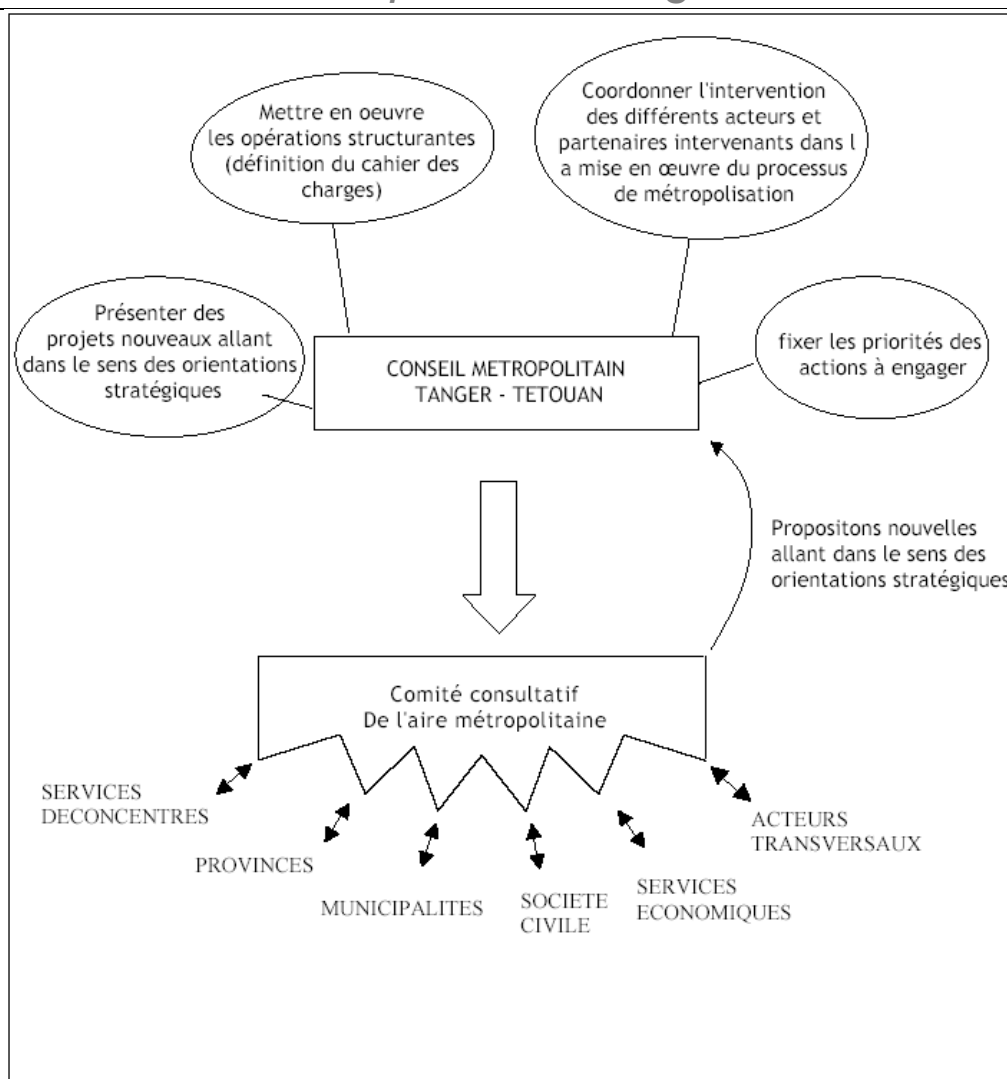 Mettre en oeuvre
les opérations structurantes
(définition du cahier des
charges)
Coordonner l'intervention
des différents acteurs et
partenaires intervenants dans l
a mise en œuvre du processus
de métropolisation
Présenter des
projets nouveaux allant
dans le sens des orientations
stratégiques
CONSEIL METROPOLITAIN
TANGER - TETOUAN
fixer les priorités des
actions à engager
Propositons nouvelles
allant dans le sens des
orientations stratégiques
Comité consultatif
De l'aire métropolitaine
SERVICES
DECONCENTRES
PROVINCES
MUNICIPALITES
SOCIETE
CIVILE
SERVICES
ECONOMIQUES
ACTEURS
TRANSVERSAUX